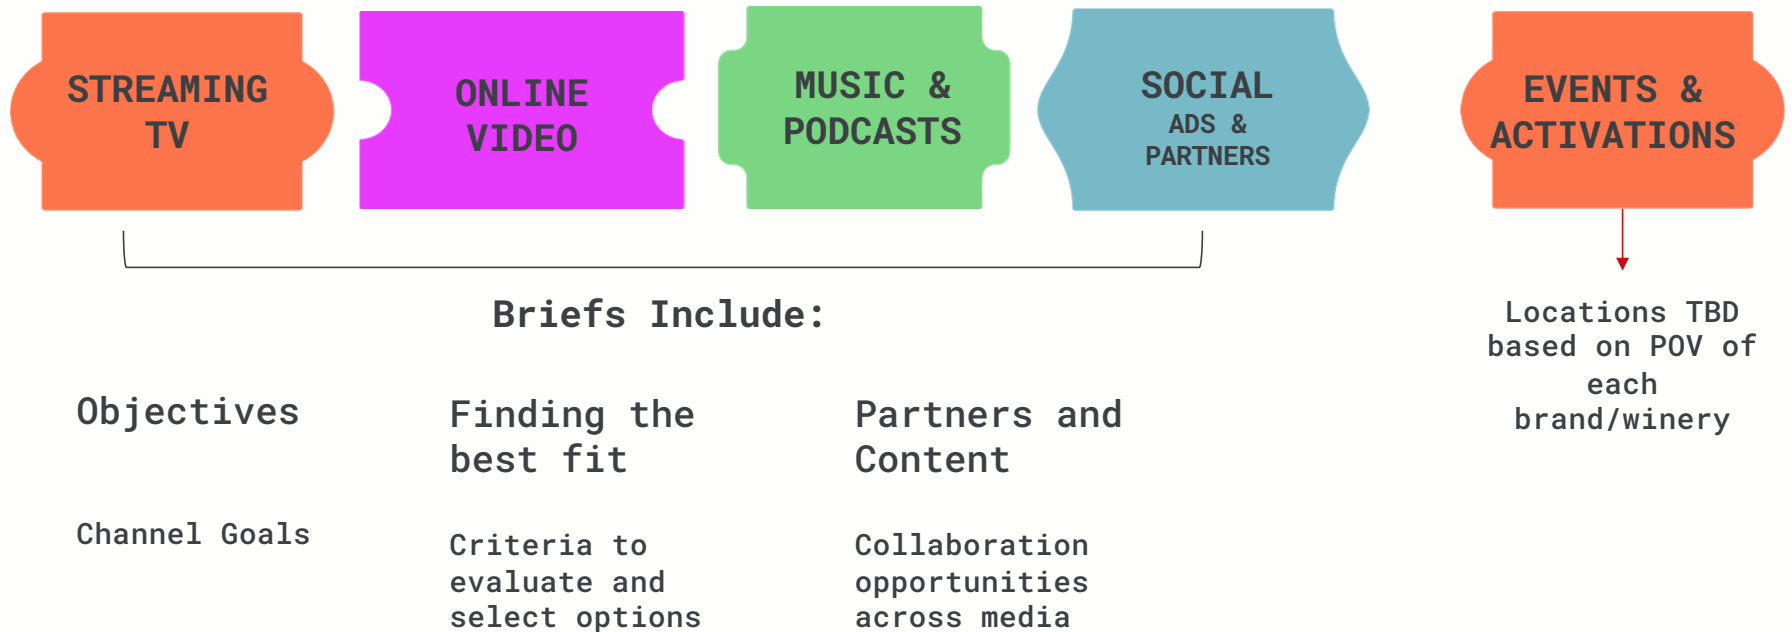 STREAMING
TV
ONLINE
VIDEO
MUSIC &
PODCASTS
SOCIAL
ADS &
PARTNERS
EVENTS &
ACTIVATIONS
Briefs Include:
Objectives
Channel Goals
Finding the
best fit
Criteria to
evaluate and
select options
Partners and
Content
Collaboration
opportunities
across media
Locations TBD
based on POV of
each
brand/winery